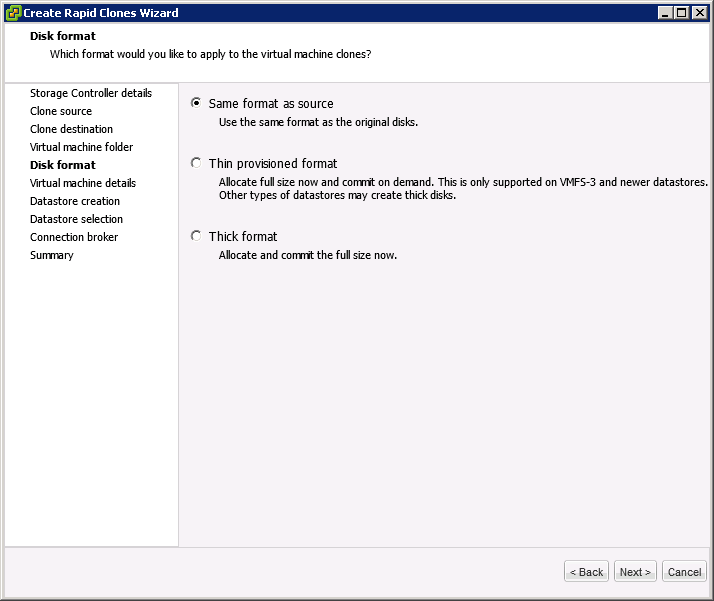 Create Rapid Clones Wizard
Disk format
Which format would you like to apply to the virtual machine clones?
Storage Controller details
Clone source
Clone destination
Virtual machine folder
Disk format
Virtual machine details
Datastore creation
Datastore selection
Connection broker
Summary
Same format as source
Use the same format as the original disks.
Thin provisioned format
Allocate full size now and commit on demand. This is only supported on VMFS-3 and newer datastores.
Other types of datastores may create thick disks.
Thick format
Allocate and commit the full size now.
< Back
Next >
Cancel